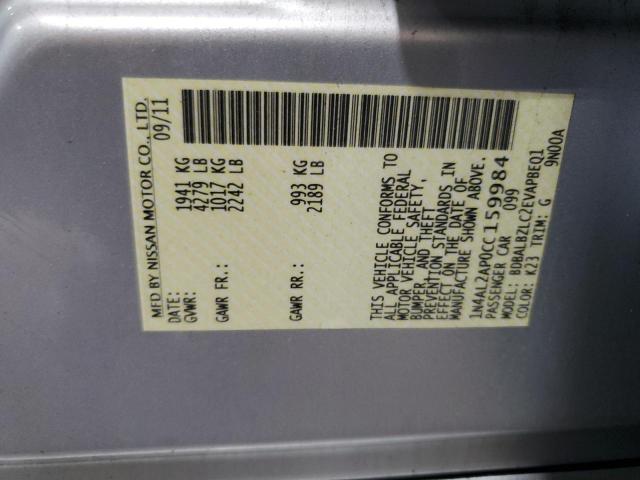 MFD BY NISSAN MOTOR CO., LTD.
DATE: 09/11
GVWR: 1941 KG
4279 LB
GAWR FR.: 1017 KG
2242 LB
GAWR RR.: 993 KG
2189 LB
THIS VEHICLE CONFORMS TO
ALL APPLICABLE FEDERAL
MOTOR VEHICLE SAFETY,
BUMPER, AND THEFT
PREVENTION STANDARDS IN
EFFECT ON THE DATE OF
MANUFACTURE SHOWN ABOVE.
1N4AL2AP0CC159984
PASSENGER CAR 099
MODEL: BDBALBZLC2EVAPBEQ1
COLOR: K23 TRIM: G 9N00A